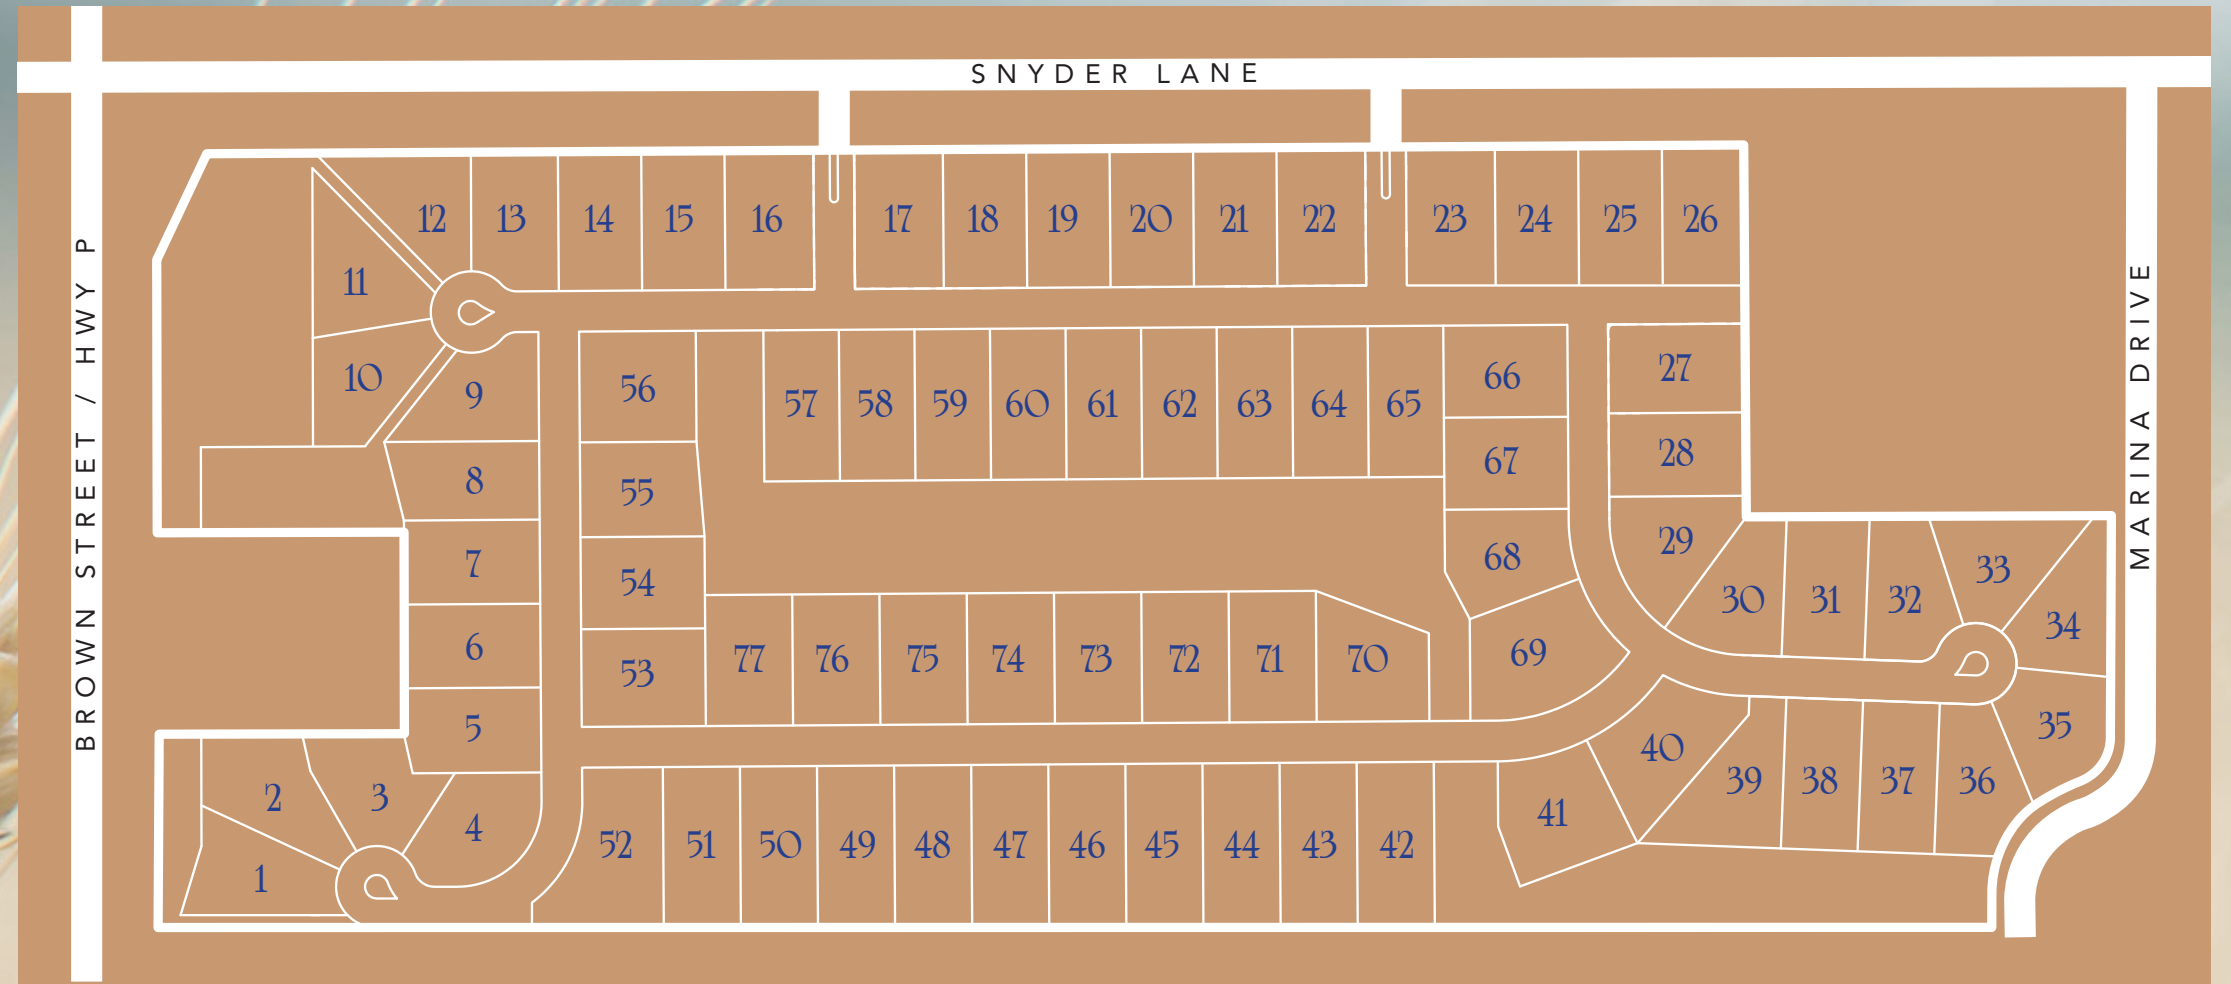 SNYDER LANE
BROWN STREET / HWY P
MARINA DRIVE
12 13 14 15 16 17 18 19 20 21 22 23 24 25 26
11
10 9 56 57 58 59 60 61 62 63 64 65 66 27
8 55 67 28
7 54 68 29 30 31 32 33 34
6 53 77 76 75 74 73 72 71 70 69
5 40 35
2 3 4 41 39 38 37 36
1 52 51 50 49 48 47 46 45 44 43 42